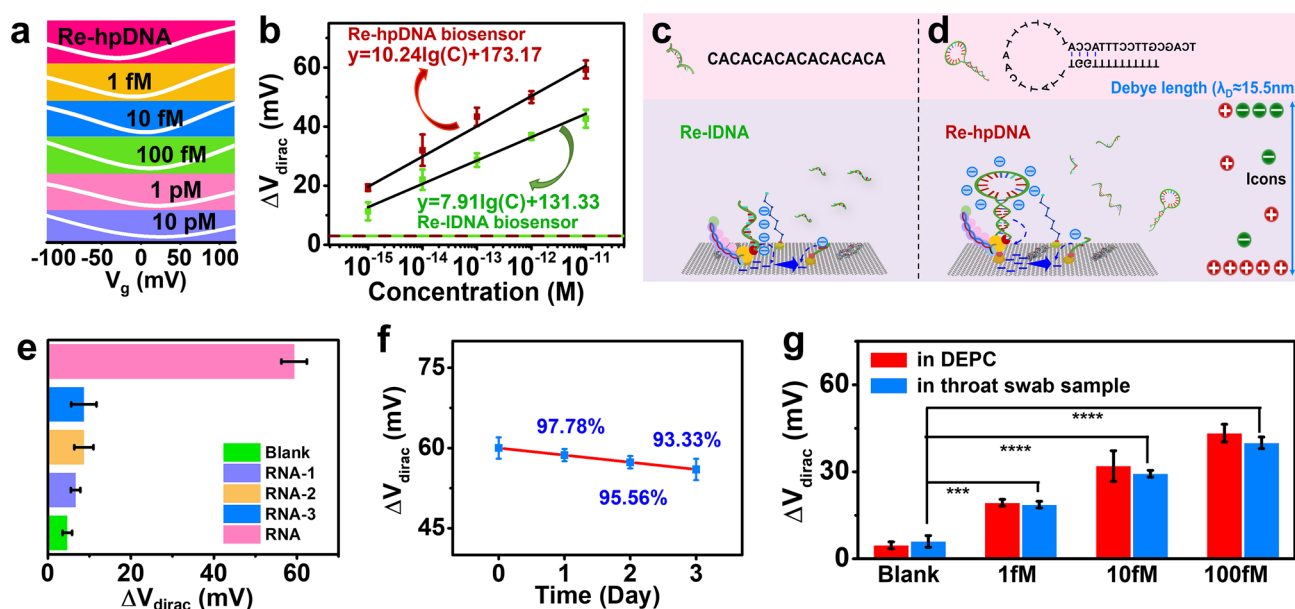 a
Re-hpDNA
1 fM
10 fM
100 fM
1 pM
10 pM
-100 -50 0 50 100
Vg (mV)
b
ΔVdirac (mV)
60
40
20
0
Re-hpDNA biosensor
y=10.24lg(C)+173.17
y=7.91lg(C)+131.33
Re-lDNA biosensor
10-15 10-14 10-13 10-12 10-11
Concentration (M)
c
CACACACACACACACA
Re-lDNA
d
Debye length (λD≈15.5nm)
Re-hpDNA
Icons
e
Blank
RNA-1
RNA-2
RNA-3
RNA
0 20 40 60
ΔVdirac (mV)
f
ΔVdirac (mV)
75
60
45
97.78%
93.33%
95.56%
0 1 2 3
Time (Day)
g
in DEPC
in throat swab sample
ΔVdirac (mV)
60
30
0
****
****
***
Blank 1fM 10fM 100fM